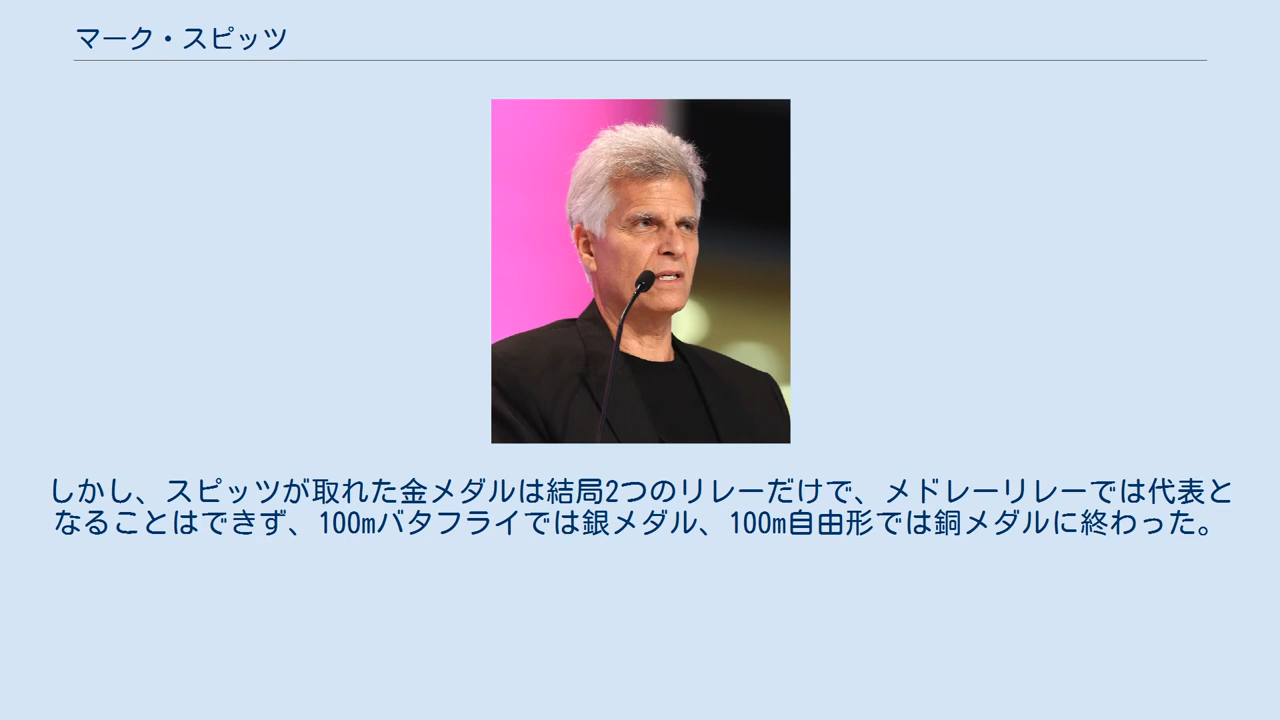 マーク・スピッツ
しかし、スピッツが取れた金メダルは結局2つのリレーだけで、メドレーリレーでは代表と
なることはできず、100mバタフライでは銀メダル、100m自由形では銅メダルに終わった。